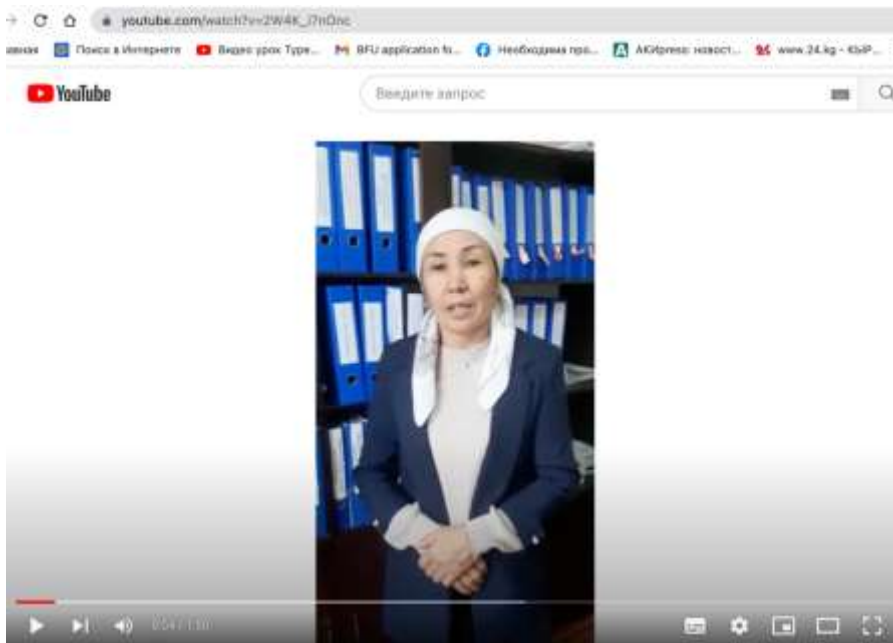 youtube.com/watch?v=2W4K_i7nOnc
Поиск в Интернете Видео урок Type... BFU application fo... Необходима про... AKIpress: новост... www.24.kg - КЫР...
YouTube
Введите запрос